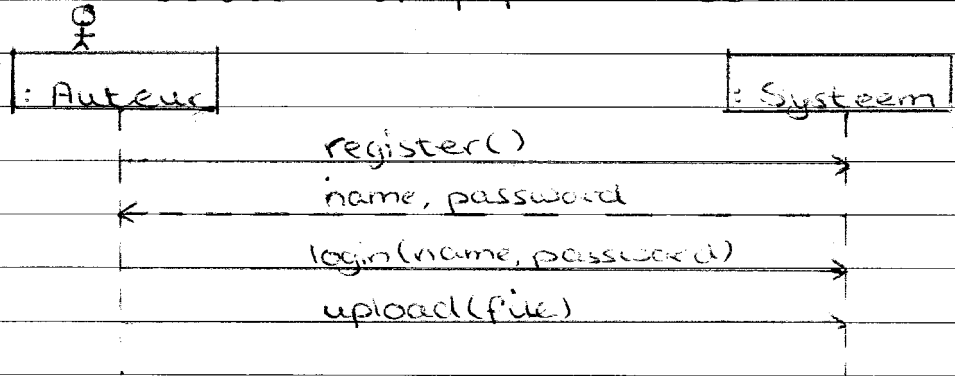 : Auteur
: Systeem
register()
name, password
login(name, password)
upload(file)